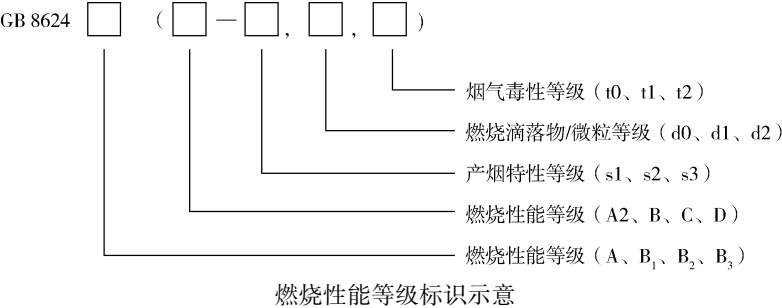 GB 8624 □ (□—□, □, □)
烟气毒性等级（t0、t1、t2）
燃烧滴落物/微粒等级（d0、d1、d2）
产烟特性等级（s1、s2、s3）
燃烧性能等级（A2、B、C、D）
燃烧性能等级（A、B₁、B₂、B₃）
燃烧性能等级标识示意